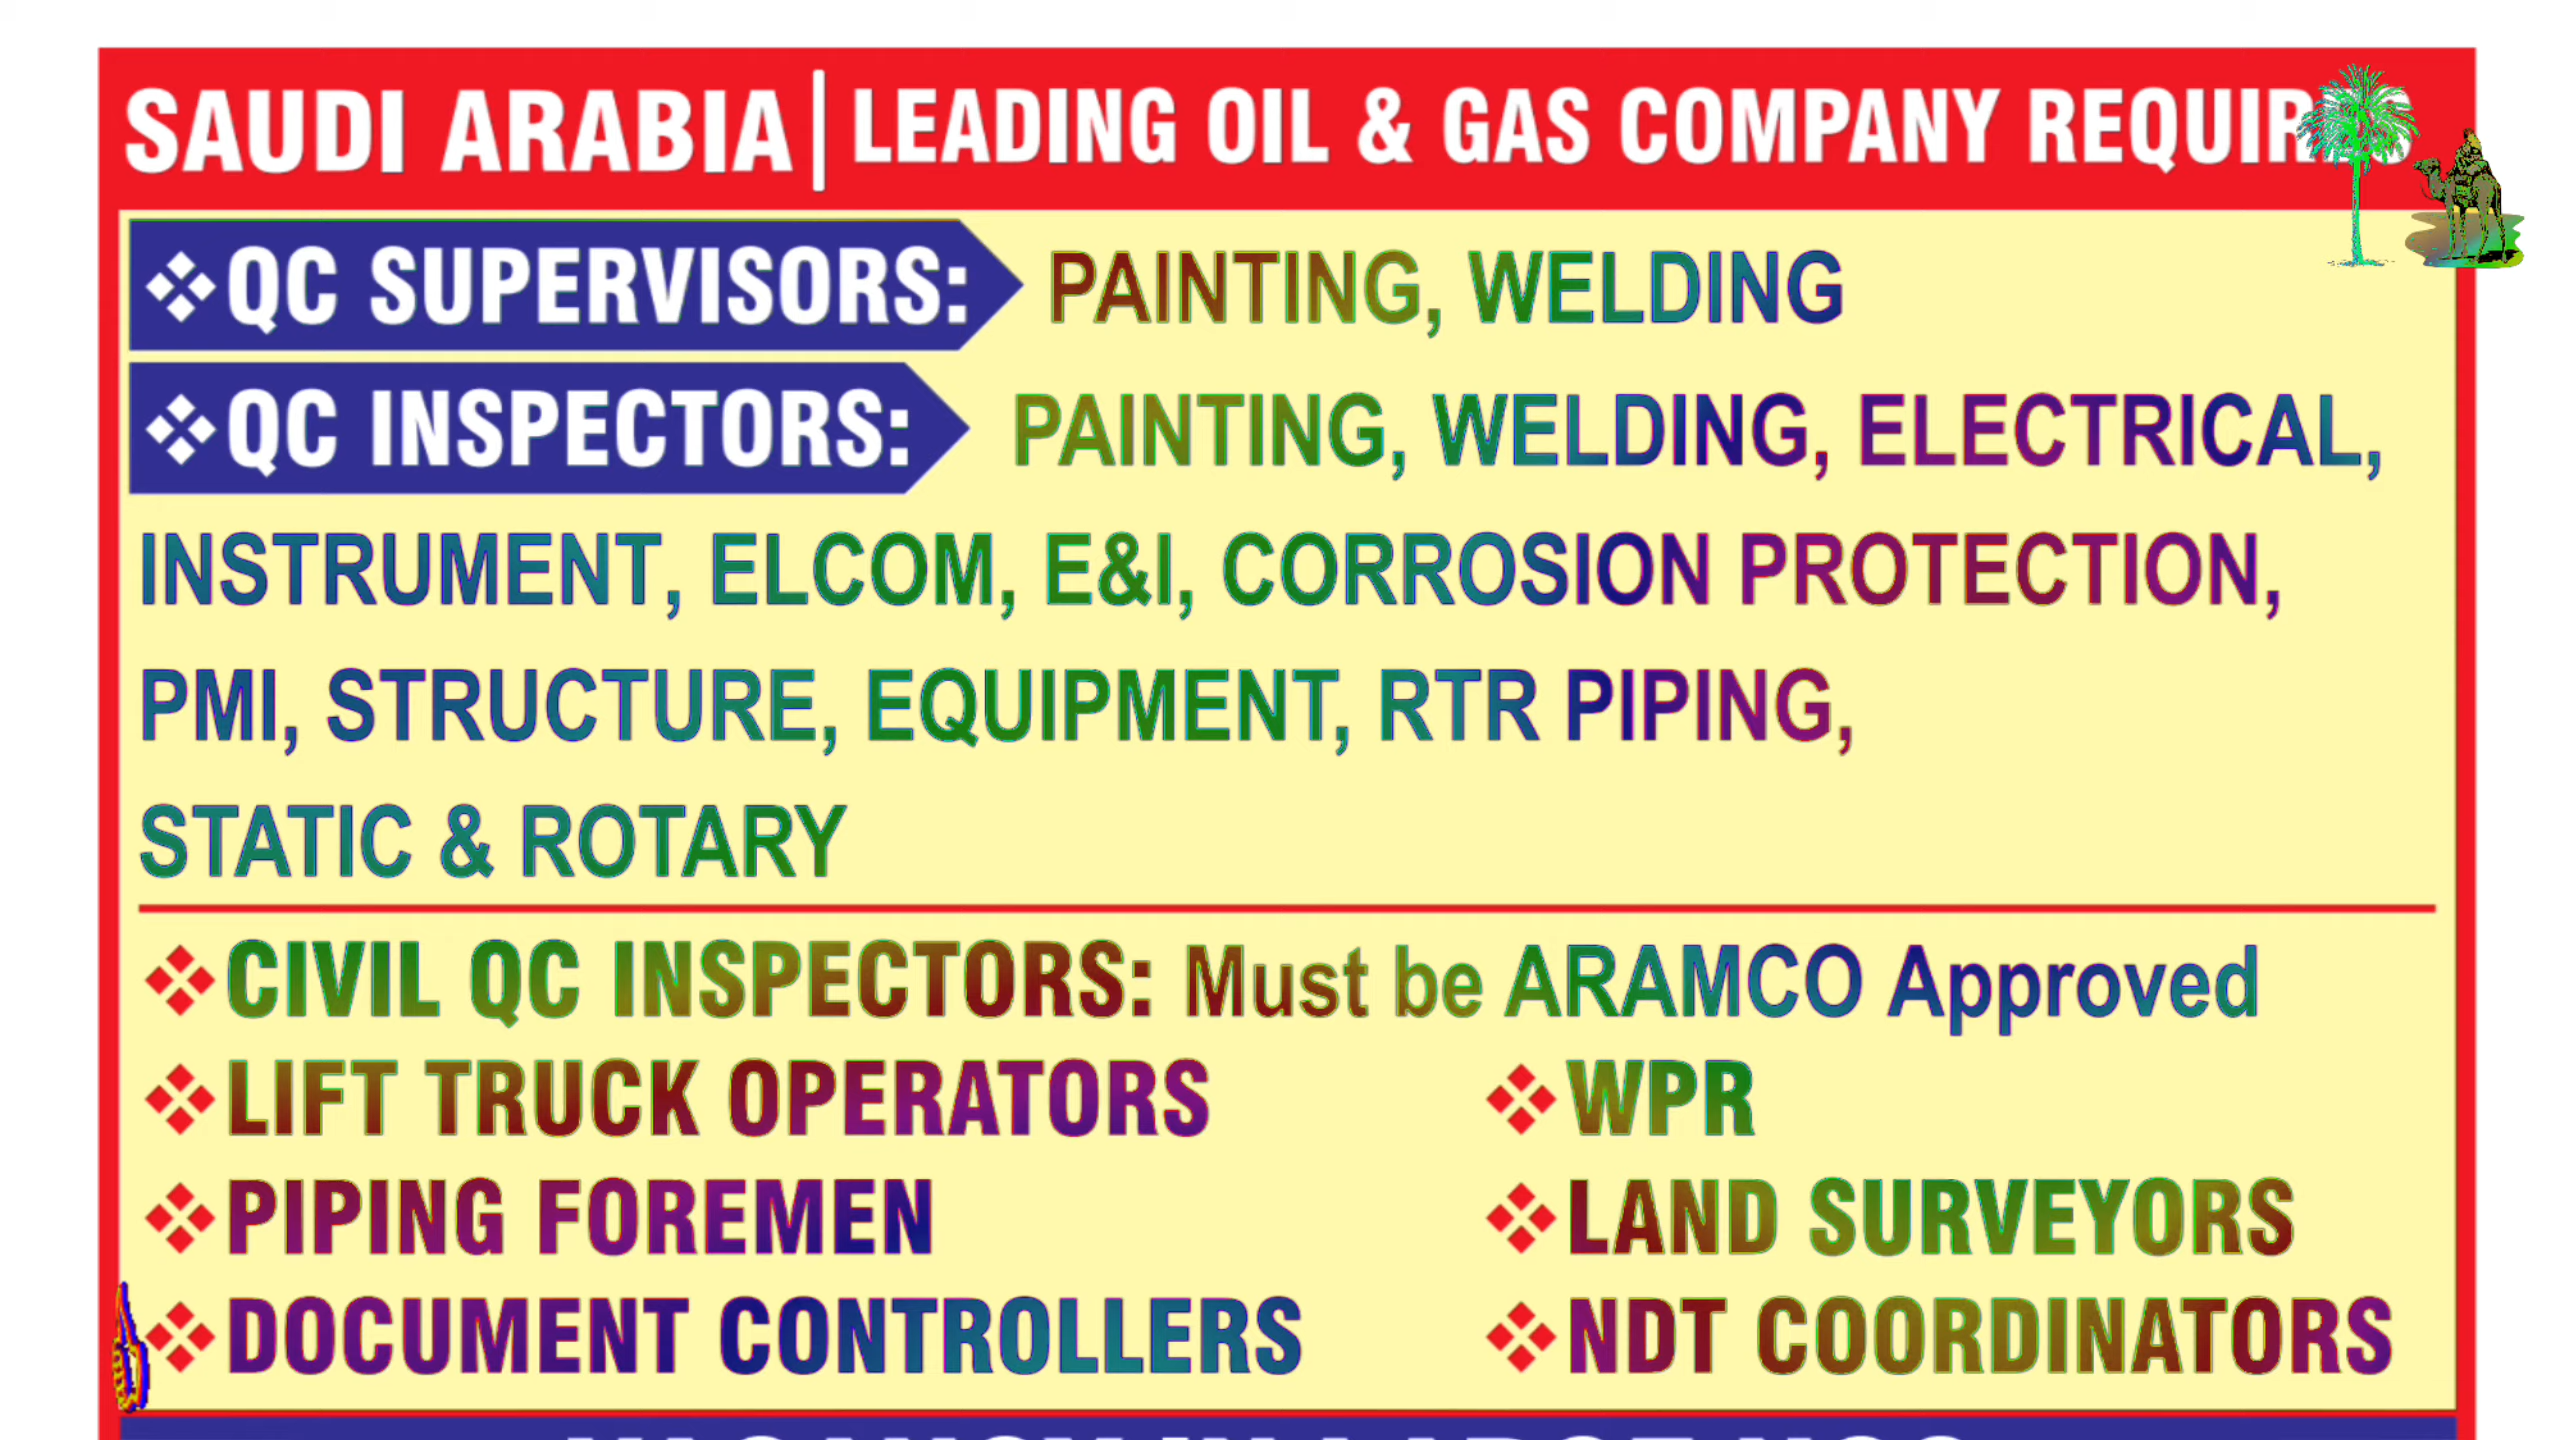 SAUDI ARABIA | LEADING OIL & GAS COMPANY REQUIRES
❖QC SUPERVISORS: PAINTING, WELDING
❖QC INSPECTORS: PAINTING, WELDING, ELECTRICAL,
INSTRUMENT, ELCOM, E&I, CORROSION PROTECTION,
PMI, STRUCTURE, EQUIPMENT, RTR PIPING,
STATIC & ROTARY
❖CIVIL QC INSPECTORS: Must be ARAMCO Approved
❖LIFT TRUCK OPERATORS ❖WPR
❖PIPING FOREMEN ❖LAND SURVEYORS
❖DOCUMENT CONTROLLERS ❖NDT COORDINATORS